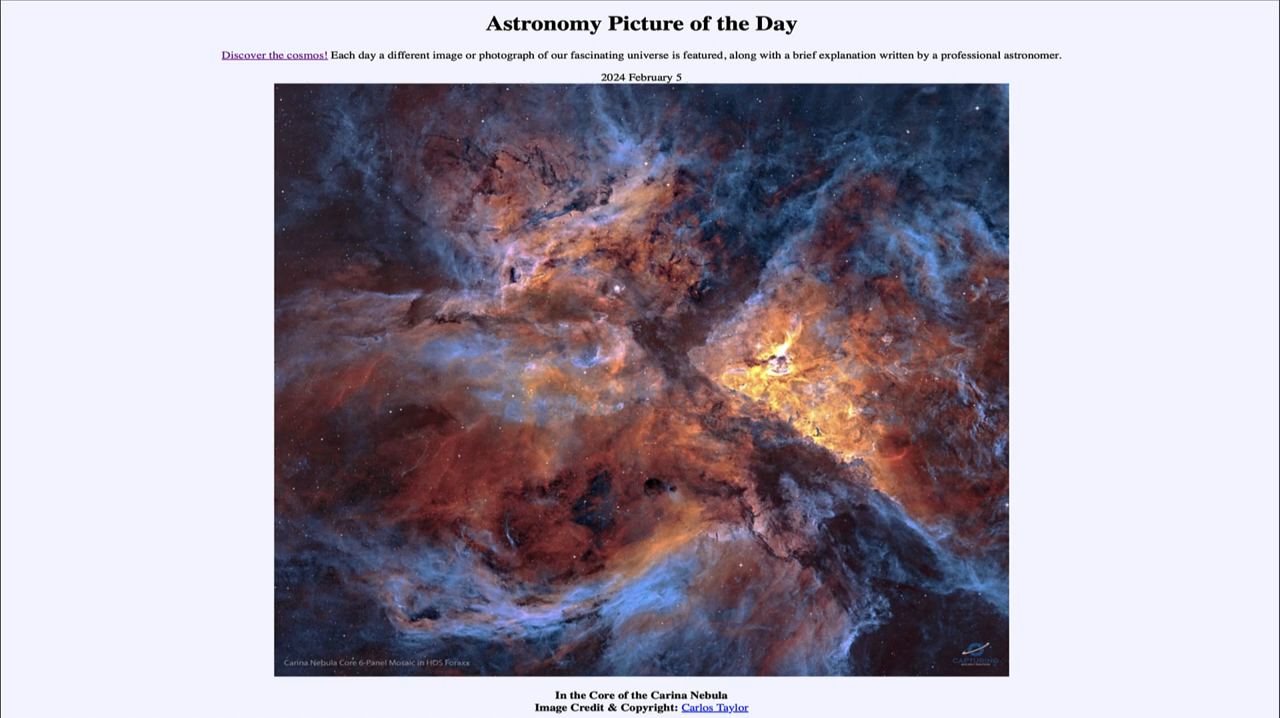 Astronomy Picture of the Day
Discover the cosmos! Each day a different image or photograph of our fascinating universe is featured, along with a brief explanation written by a professional astronomer.
2024 February 5
Carina Nebula Core 6-Panel Mosaic in HOS Foraxx
CAPTURING
In the Core of the Carina Nebula
Image Credit & Copyright: Carlos Taylor